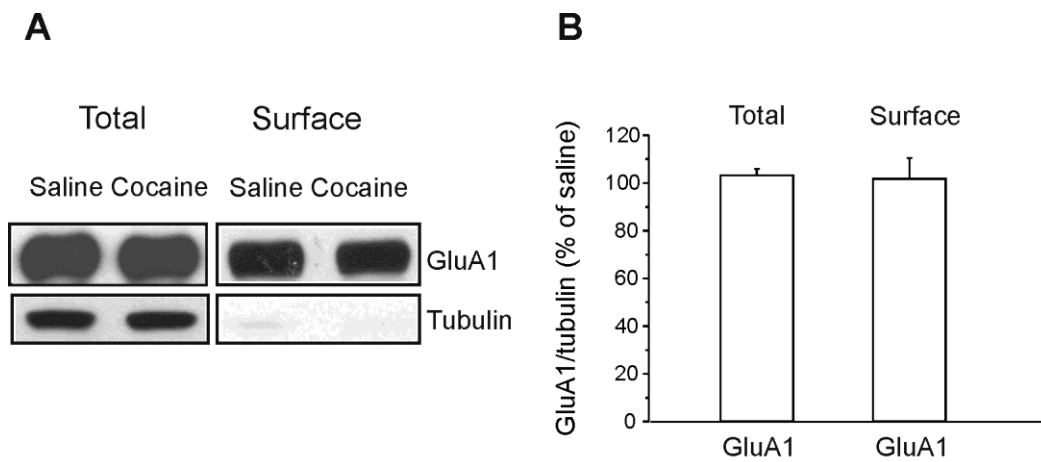 A
Total Surface
Saline Cocaine Saline Cocaine
GluA1
Tubulin
B
GluA1/tubulin (% of saline)
120
100
80
60
40
20
0
Total Surface
GluA1 GluA1